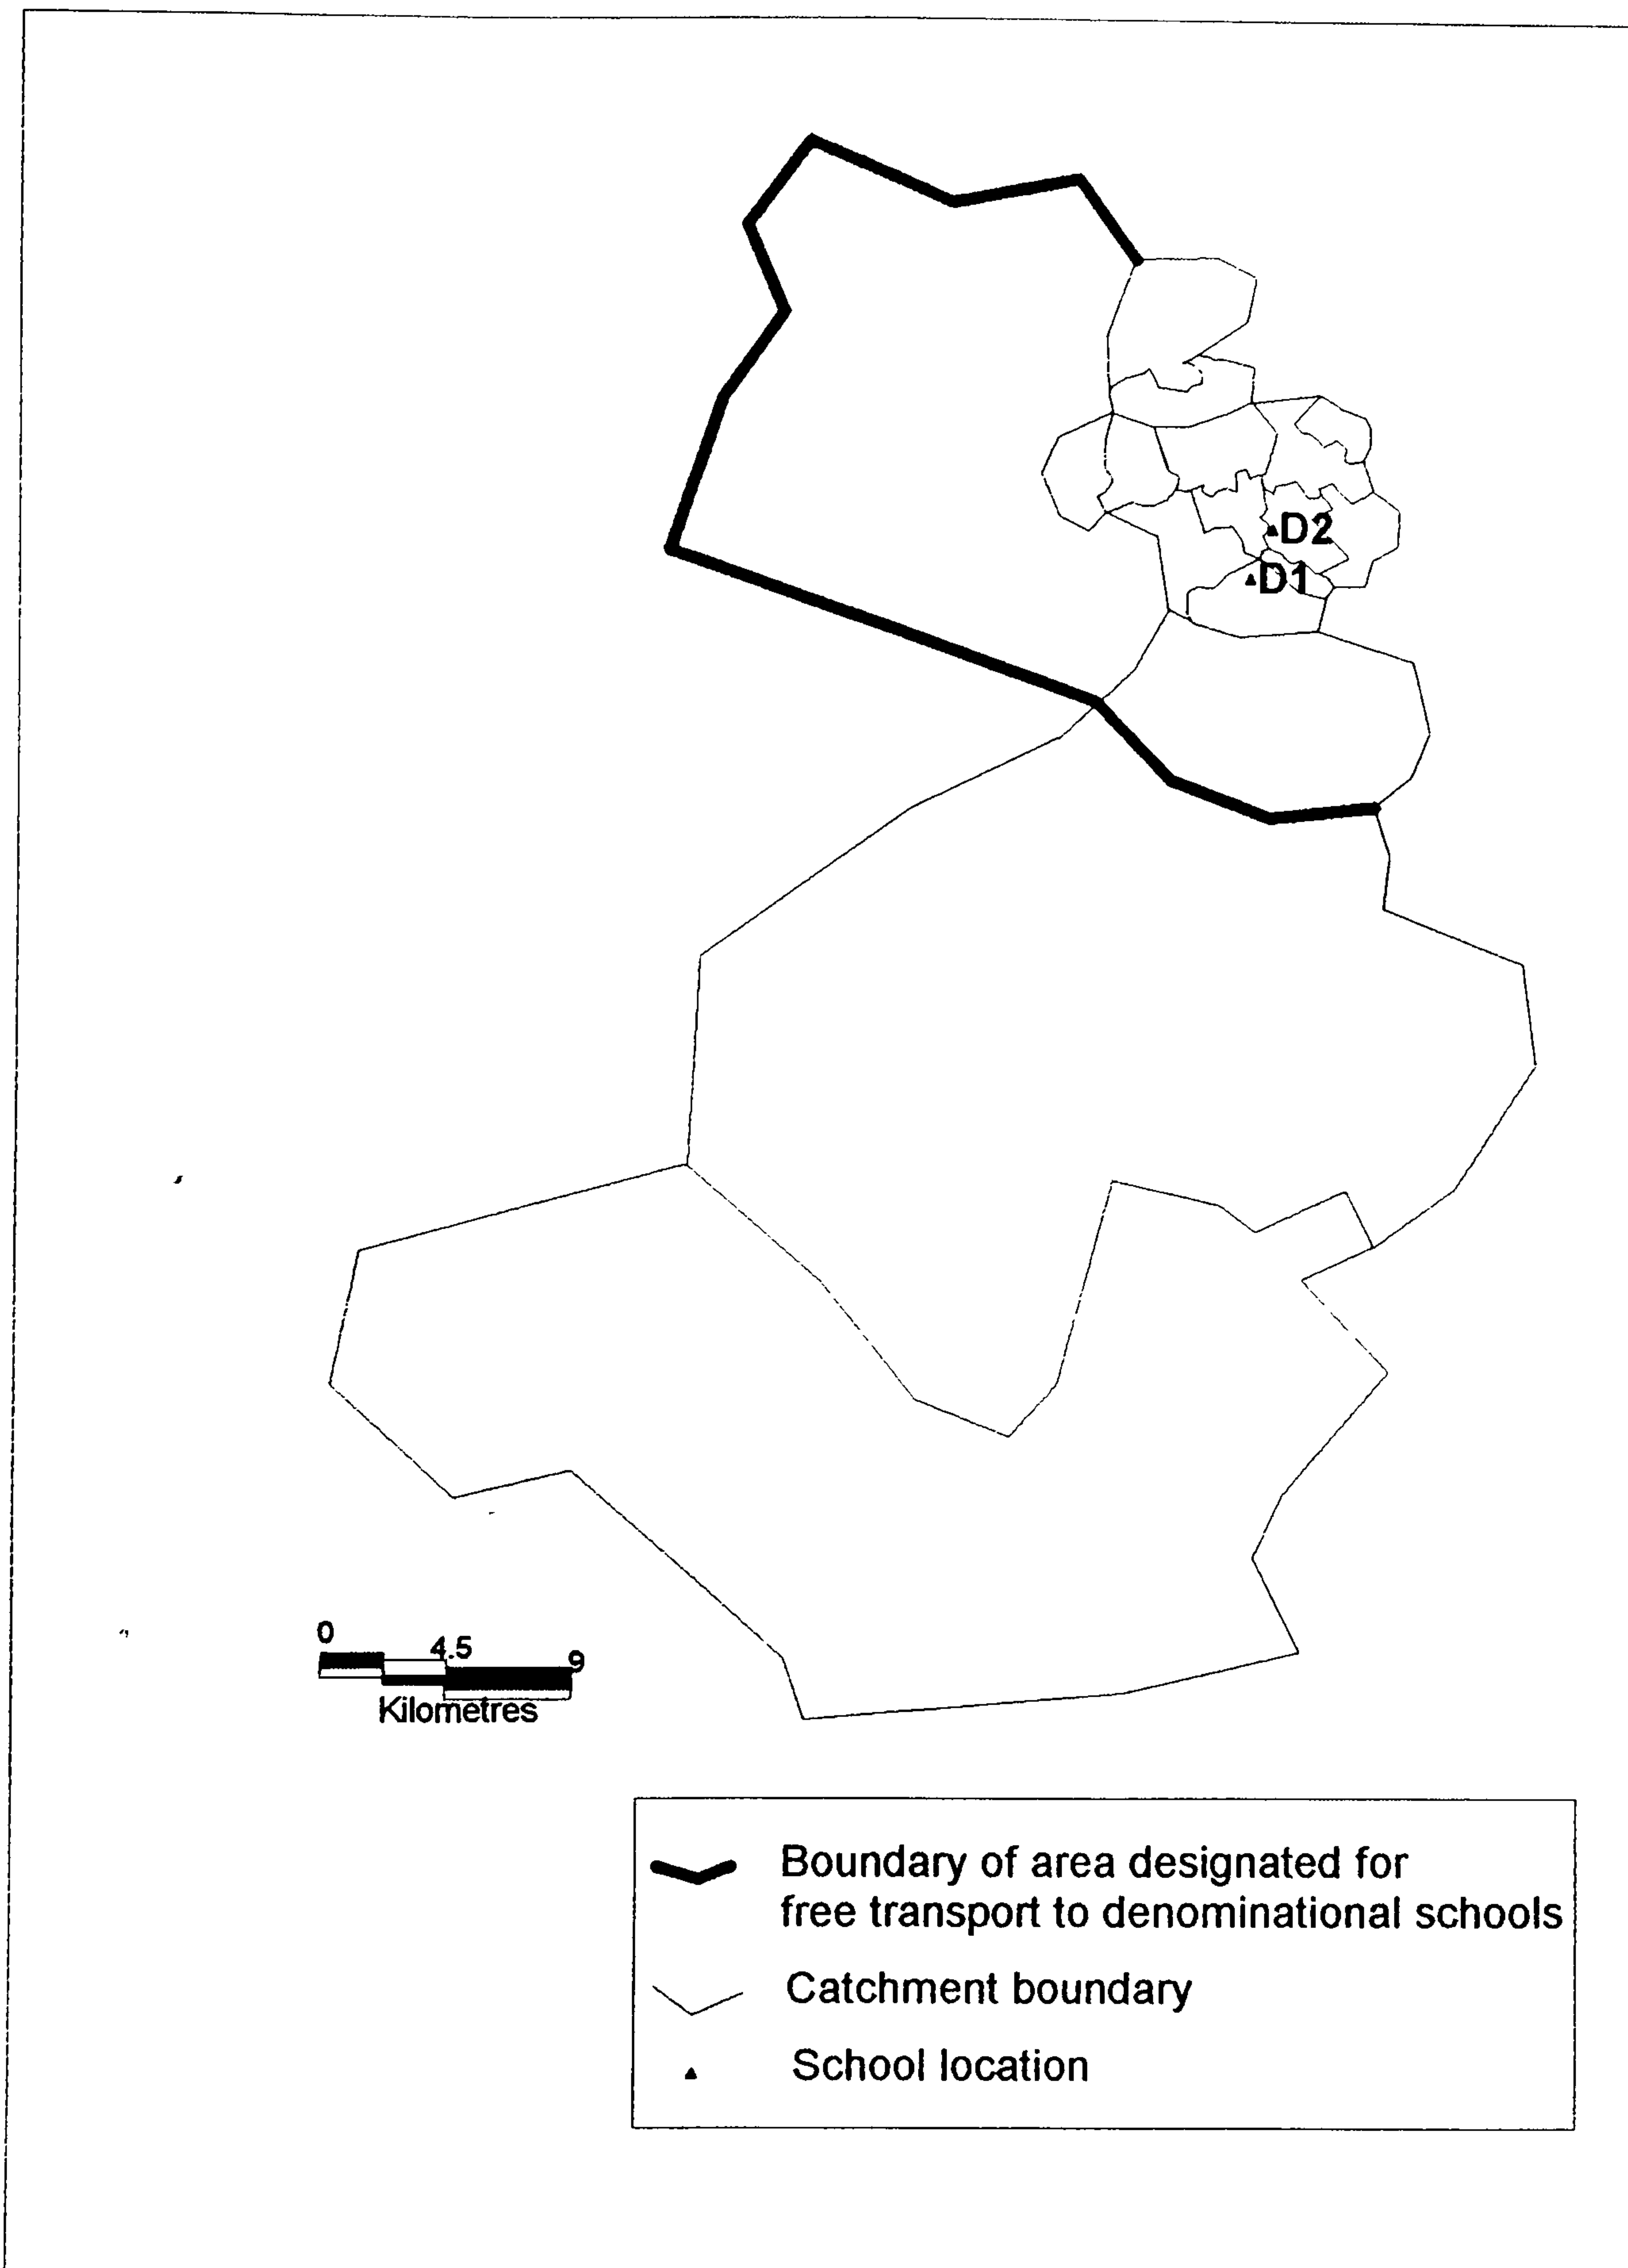 D2
D1
0 4.5 9
Kilometres
Boundary of area designated for
free transport to denominational schools
Catchment boundary
School location